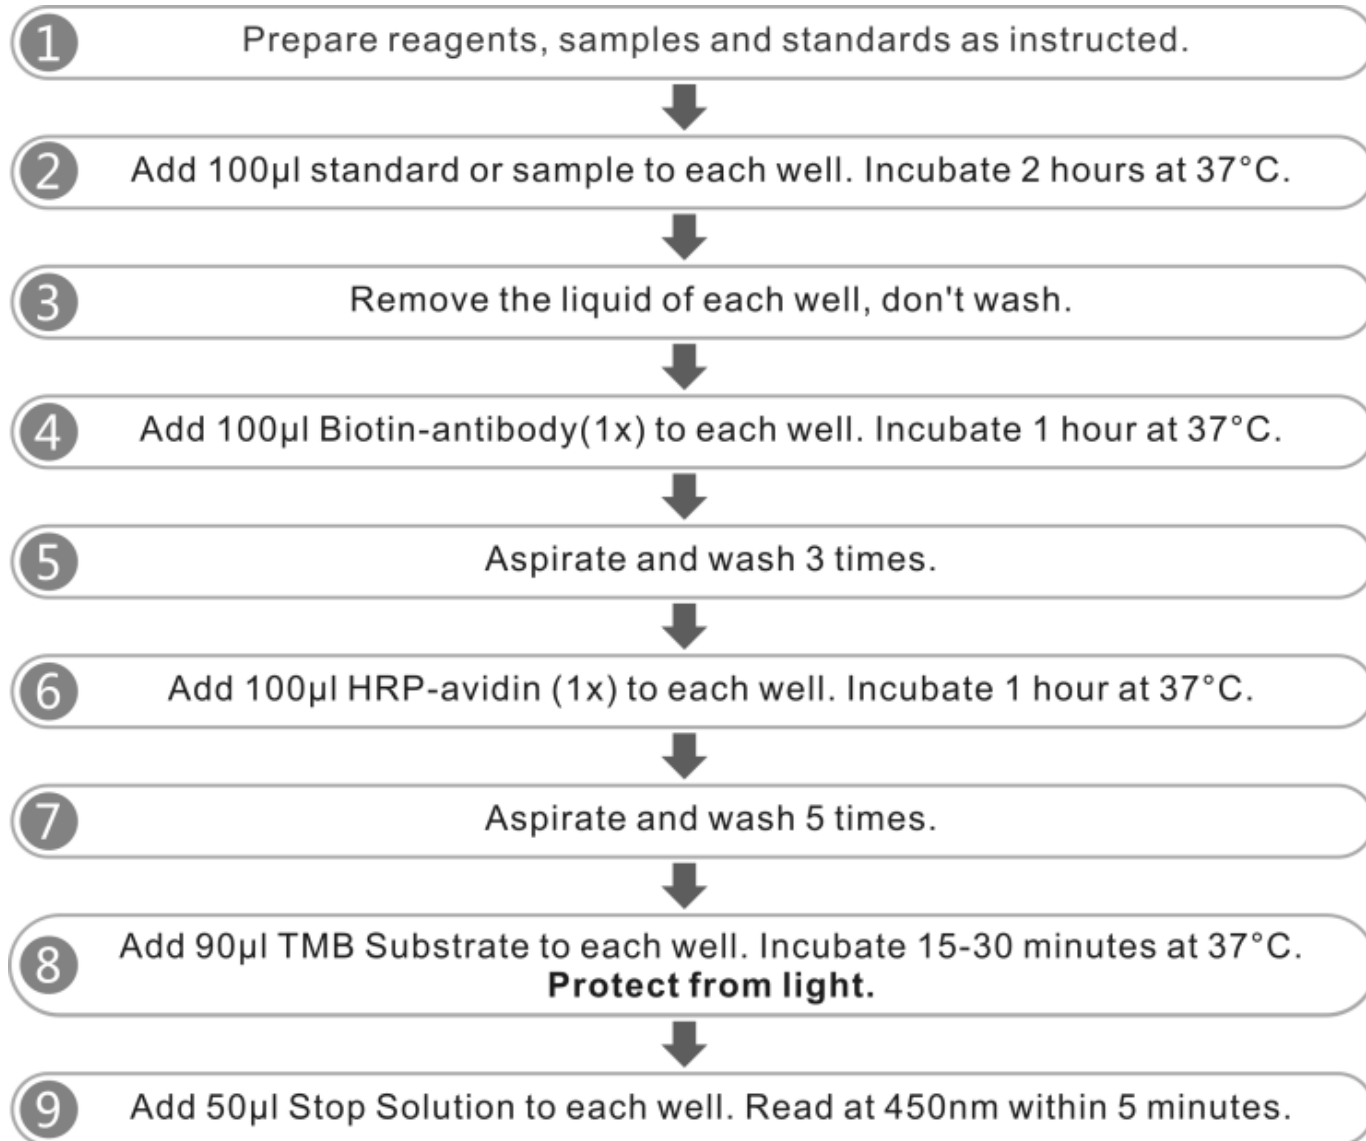 1 Prepare reagents, samples and standards as instructed.
2 Add 100µl standard or sample to each well. Incubate 2 hours at 37°C.
3 Remove the liquid of each well, don't wash.
4 Add 100µl Biotin-antibody(1x) to each well. Incubate 1 hour at 37°C.
5 Aspirate and wash 3 times.
6 Add 100µl HRP-avidin (1x) to each well. Incubate 1 hour at 37°C.
7 Aspirate and wash 5 times.
8 Add 90µl TMB Substrate to each well. Incubate 15-30 minutes at 37°C.
Protect from light.
9 Add 50µl Stop Solution to each well. Read at 450nm within 5 minutes.